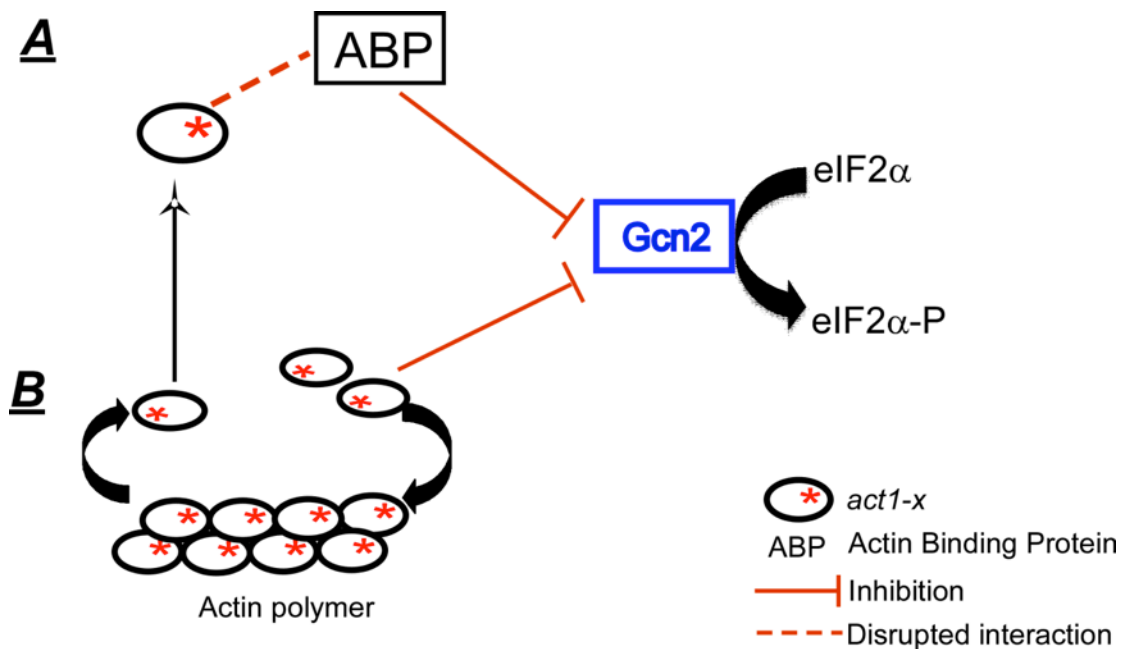 A
ABP
eIF2α
Gcn2
eIF2α-P
B
Actin polymer
* act1-x
ABP Actin Binding Protein
Inhibition
Disrupted interaction